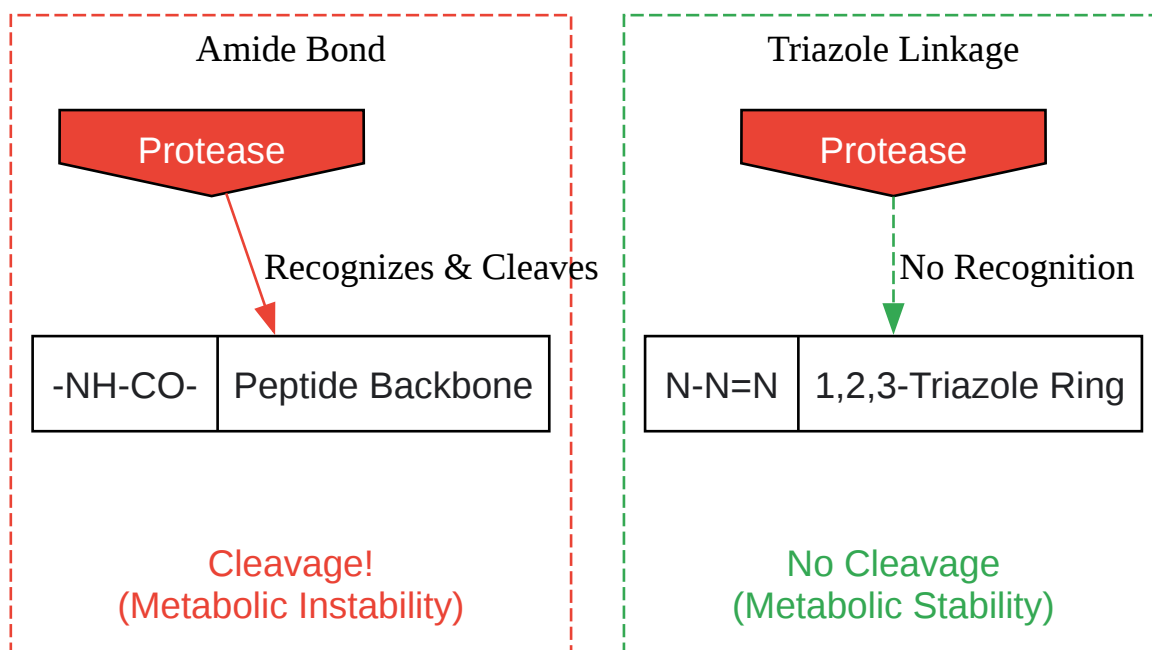 Amide Bond
Protease
Recognizes & Cleaves
-NH-CO-
Peptide Backbone
Cleavage!
(Metabolic Instability)
Triazole Linkage
Protease
No Recognition
N-N=N
1,2,3-Triazole Ring
No Cleavage
(Metabolic Stability)